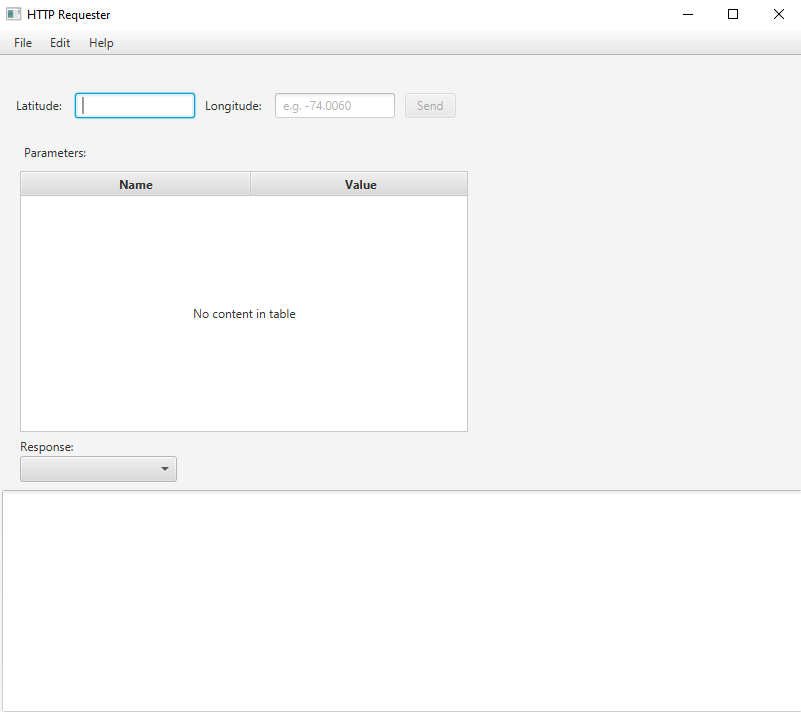 HTTP Requester
File Edit Help
Latitude: Longitude: e.g. -74.0060 Send
Parameters:
Name Value
No content in table
Response: